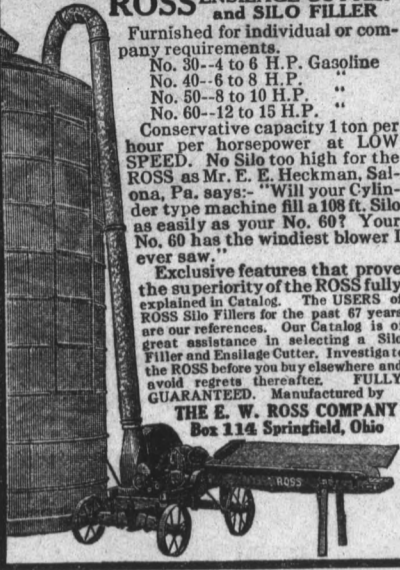 ROSS ENSILAGE CUTTER
and SILO FILLER
Furnished for individual or com-
pany requirements.
No. 30--4 to 6 H.P. Gasoline
No. 40--6 to 8 H.P. "
No. 50--8 to 10 H.P. "
No. 60--12 to 15 H.P. "
Conservative capacity 1 ton per
hour per horsepower at LOW
SPEED. No Silo too high for the
ROSS as Mr. E. E. Heckman, Sal-
ona, Pa. says:- "Will your Cylin-
der type machine fill a 108 ft. Silo
as easily as your No. 60? Your
No. 60 has the windiest blower I
ever saw."
Exclusive features that prove
the superiority of the ROSS fully
explained in Catalog. The USERS of
ROSS Silo Fillers for the past 67 years
are our references. Our Catalog is of
great assistance in selecting a Silo
Filler and Ensilage Cutter. Investigate
the ROSS before you buy elsewhere and
avoid regrets thereafter. FULLY
GUARANTEED. Manufactured by
THE E. W. ROSS COMPANY
Box 114 Springfield, Ohio
ROSS